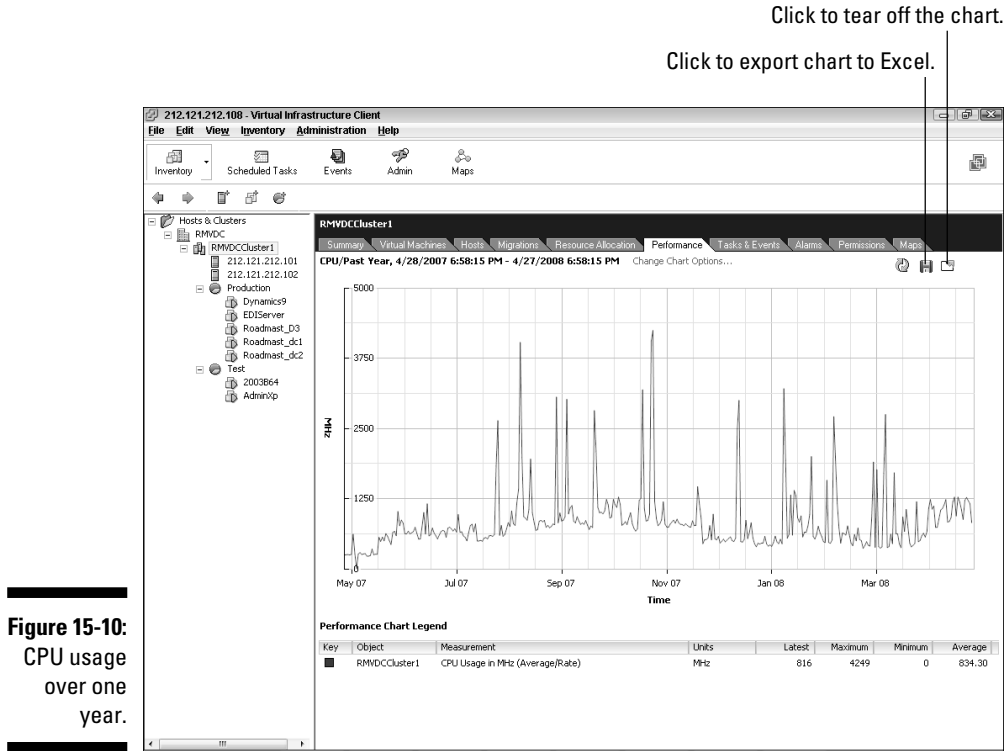 Click to tear off the chart.
Click to export chart to Excel.
212.121.212.108 - Virtual Infrastructure Client
File Edit View Inventory Administration Help
Inventory Scheduled Tasks Events Admin Maps
Hosts & Clusters
RMVDC
RMVDCCluster1
212.121.212.101
212.121.212.102
Production
Dynamics9
EDIServer
Roadmast_D3
Roadmast_dc1
Roadmast_dc2
Test
2003B64
AdminXp
RMVDCCluster1
Summary Virtual Machines Hosts Migrations Resource Allocation Performance Tasks & Events Alarms Permissions Maps
CPU/Past Year, 4/28/2007 6:58:15 PM - 4/27/2008 6:58:15 PM Change Chart Options...
5000
3750
2500
1250
0
MHz
May 07 Jul 07 Sep 07 Nov 07 Jan 08 Mar 08
Time
Performance Chart Legend
Key Object Measurement Units Latest Maximum Minimum Average
RMVDCCluster1 CPU Usage in MHz (Average/Rate) MHz 816 4249 0 834.30
Figure 15-10:
CPU usage
over one
year.